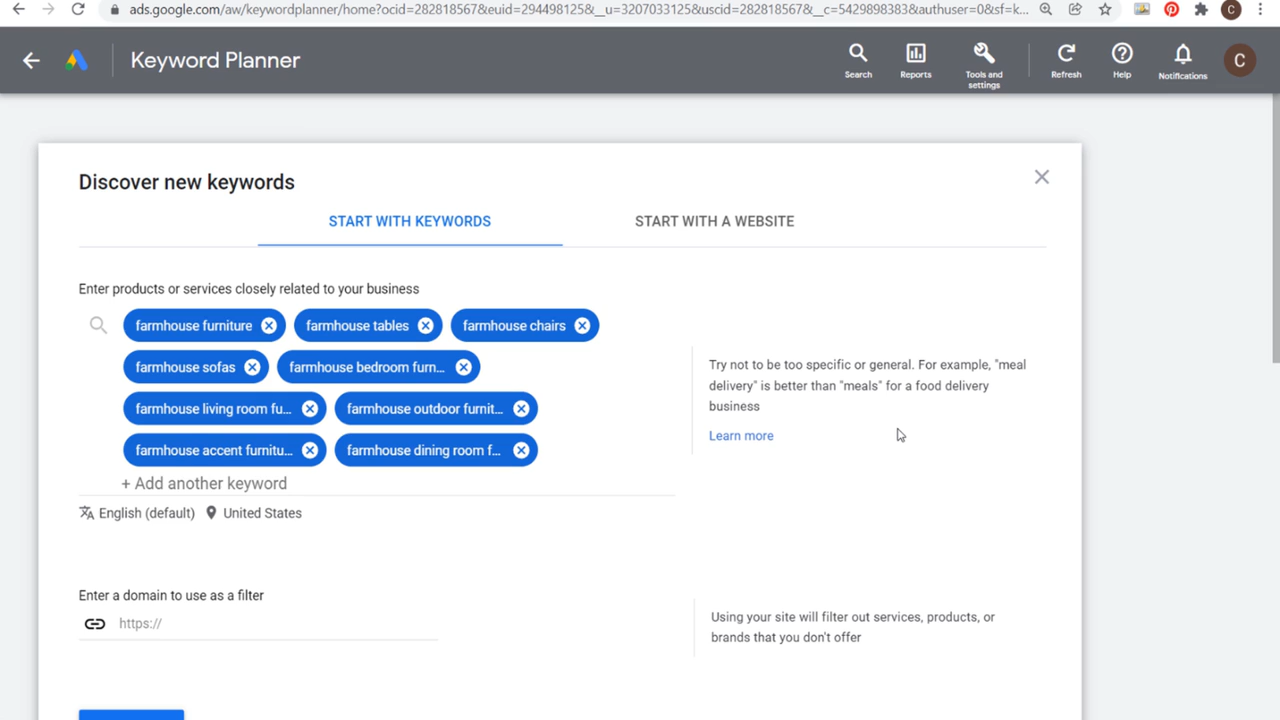 ads.google.com/aw/keywordplanner/home?ocid=282818567&euid=294498125&__u=3207033125&uscid=282818567&__c=5429898383&authuser=0&sf=k...
C
Keyword Planner
Search
Reports
Tools and settings
Refresh
Help
Notifications
C
Discover new keywords
START WITH KEYWORDS
START WITH A WEBSITE
Enter products or services closely related to your business
farmhouse furniture
farmhouse tables
farmhouse chairs
farmhouse sofas
farmhouse bedroom furn...
farmhouse living room fu...
farmhouse outdoor furnit...
farmhouse accent furnitu...
farmhouse dining room f...
+ Add another keyword
English (default)
United States
Try not to be too specific or general. For example, "meal
delivery" is better than "meals" for a food delivery
business
Learn more
Enter a domain to use as a filter
https://
Using your site will filter out services, products, or
brands that you don't offer